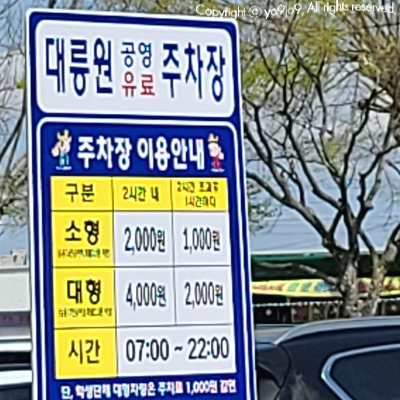 Copyright © yo9jo9, All rights reserved.
대릉원 공영 유료 주차장
주차장 이용안내
구분 2시간 내 2시간 초과후 1시간마다
소형 2,000원 1,000원
대형 4,000원 2,000원
시간 07:00 ~ 22:00
단, 학생단체 대형차량은 주차료 1,000원 감면